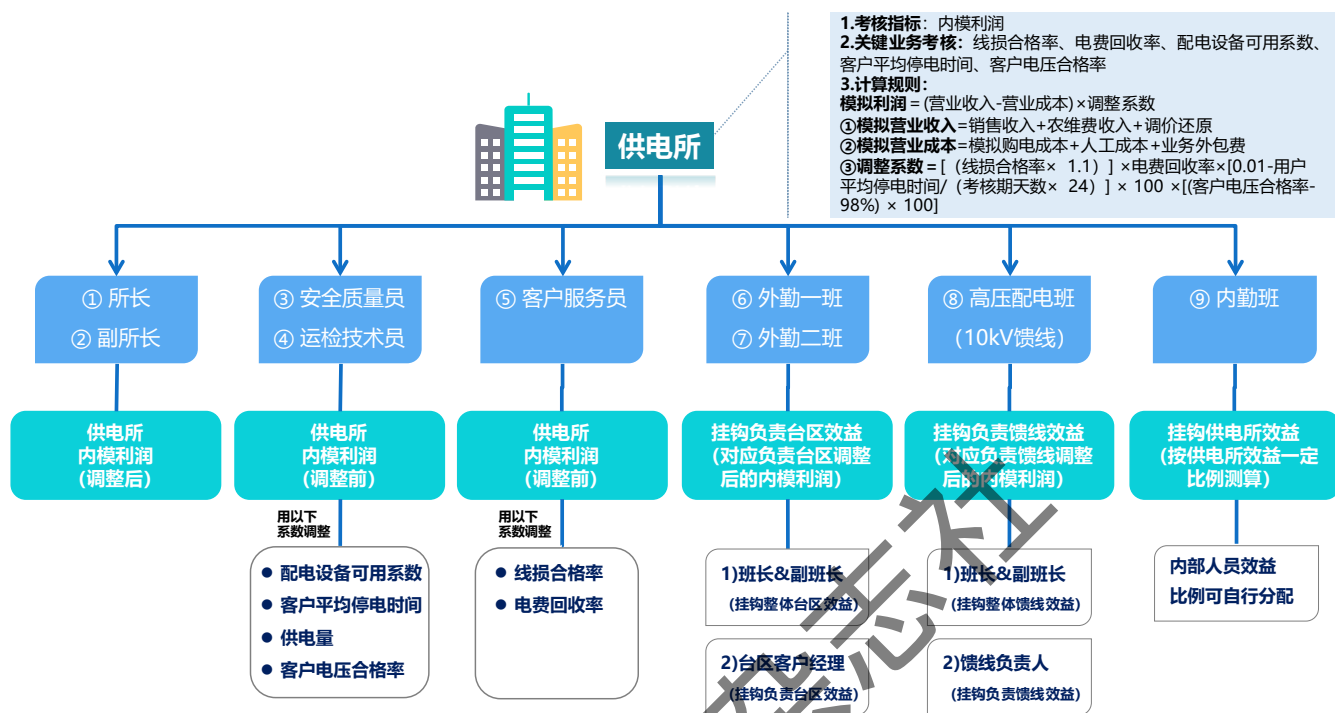 1.考核指标：内模利润
2.关键业务考核：线损合格率、电费回收率、配电设备可用系数、
客户平均停电时间、客户电压合格率
3.计算规则：
模拟利润＝(营业收入-营业成本)×调整系数
①模拟营业收入=销售收入+农维费收入+调价还原
②模拟营业成本=模拟购电成本+人工成本+业务外包费
③调整系数＝[（线损合格率× 1.1）] ×电费回收率×[0.01-用户
平均停电时间/（考核期天数× 24）] × 100 ×[(客户电压合格率-
98%) × 100]
供电所
① 所长
② 副所长
③ 安全质量员
④ 运检技术员
⑤ 客户服务员
⑥ 外勤一班
⑦ 外勤二班
⑧ 高压配电班
（10kV馈线）
⑨ 内勤班
供电所
内模利润
（调整后）
供电所
内模利润
（调整前）
供电所
内模利润
（调整前）
挂钩负责台区效益
（对应负责台区调整
后的内模利润）
挂钩负责馈线效益
（对应负责馈线调整
后的内模利润）
挂钩供电所效益
（按供电所效益一定
比例测算）
用以下
系数调整
用以下
系数调整
● 配电设备可用系数
● 客户平均停电时间
● 供电量
● 客户电压合格率
● 线损合格率
● 电费回收率
1)班长&副班长
（挂钩整体台区效益）
2)台区客户经理
（挂钩负责台区效益）
1)班长&副班长
（挂钩整体馈线效益）
2)馈线负责人
（挂钩负责馈线效益）
内部人员效益
比例可自行分配
杂志社